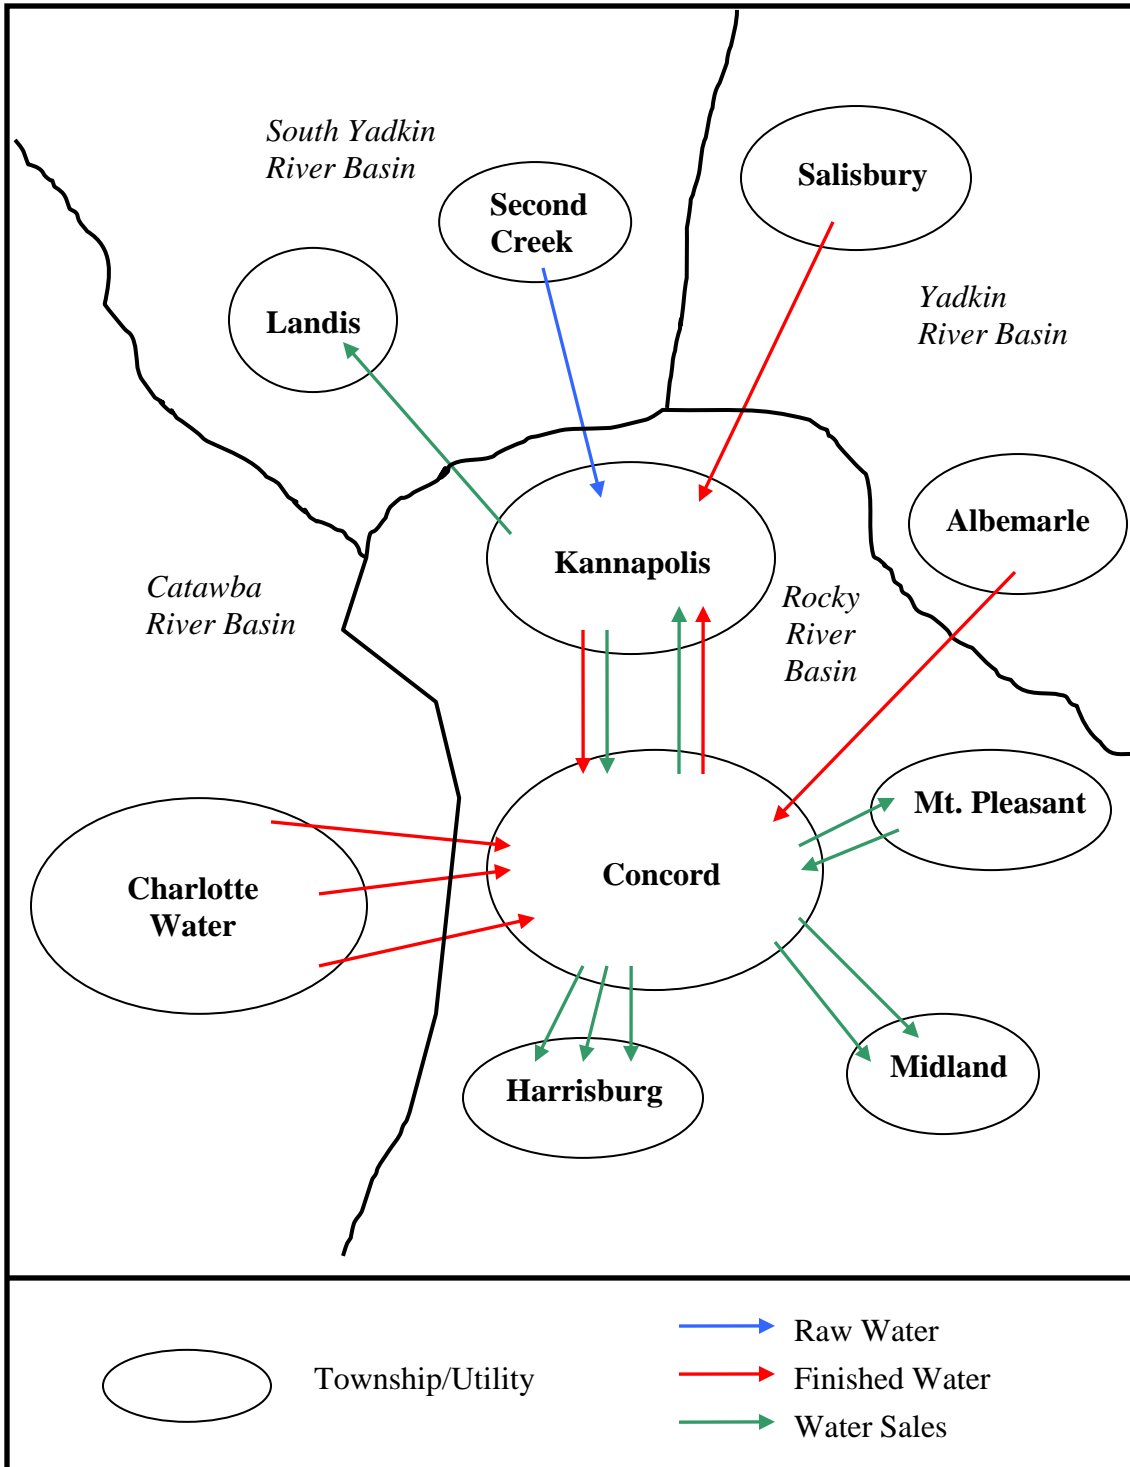 South Yadkin
River Basin
Salisbury
Second
Creek
Yadkin
River Basin
Landis
Albemarle
Kannapolis
Catawba
River Basin
Rocky
River
Basin
Mt. Pleasant
Concord
Charlotte
Water
Midland
Harrisburg
Raw Water
Township/Utility
Finished Water
Water Sales